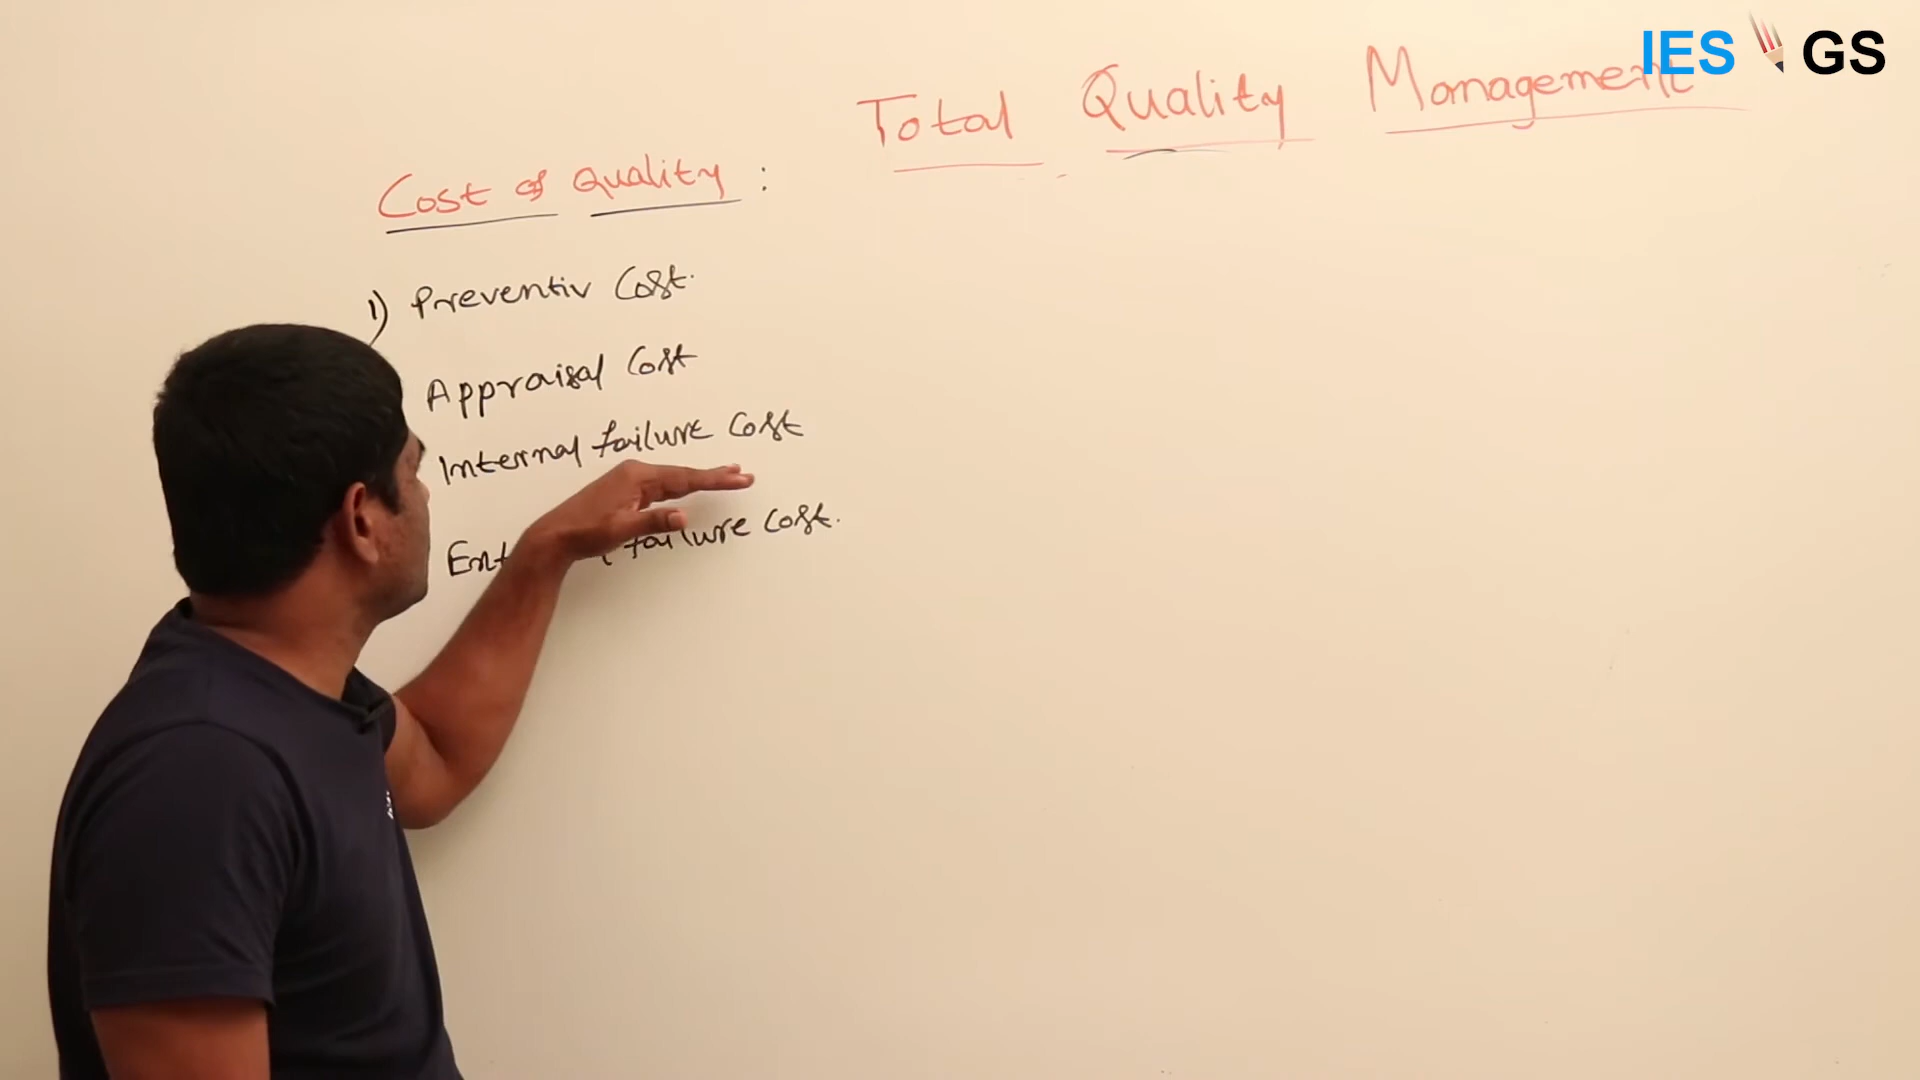 IES GS
Total Quality Management
Cost of Quality :
1) Preventiv Cost.
Appraisal Cost
Internal failure Cost
failure Cost.